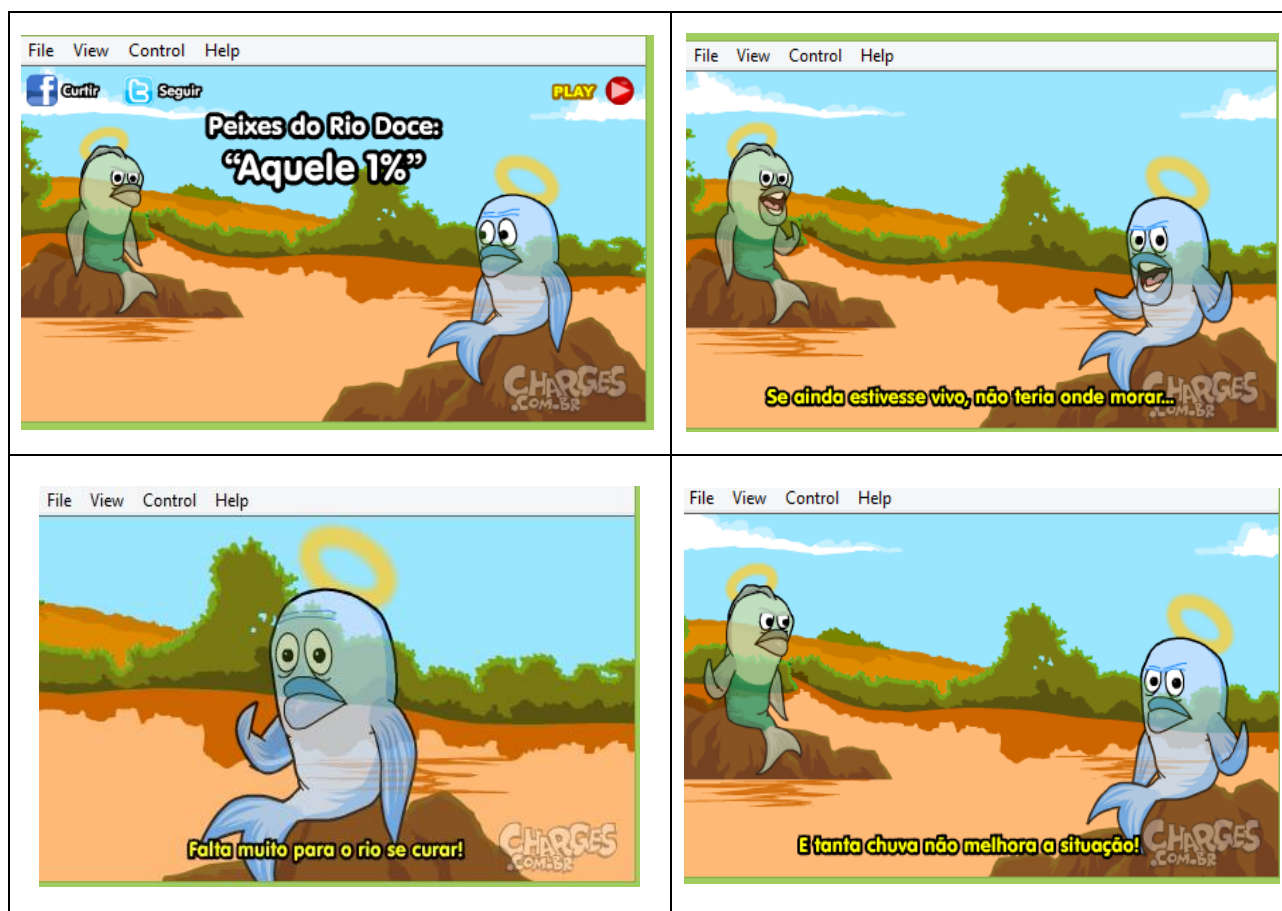 File View Control Help
Curtir Seguir PLAY
Peixes do Rio Doce:
“Aquele 1%”
CHARGES
.COM.BR
File View Control Help
Se ainda estivesse vivo, não teria onde morar...
CHARGES
.COM.BR
File View Control Help
Falta muito para o rio se curar!
CHARGES
.COM.BR
File View Control Help
E tanta chuva não melhora a situação!
CHARGES
.COM.BR